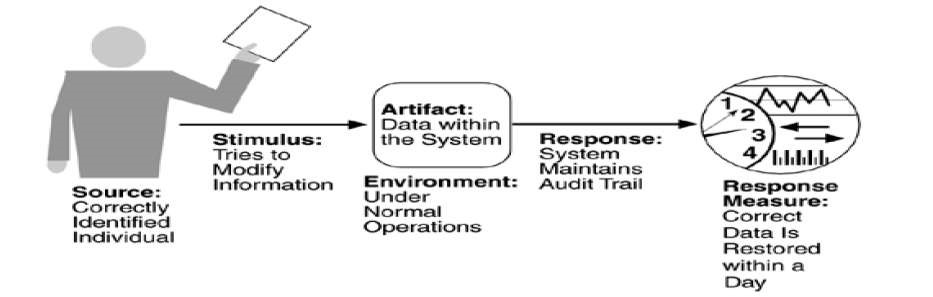 Source:
Correctly
Identified
Individual
Stimulus:
Tries to
Modify
Information
Artifact:
Data within
the System
Environment:
Under
Normal
Operations
Response:
System
Maintains
Audit Trail
1
2
3
4
Response
Measure:
Correct
Data Is
Restored
within a
Day